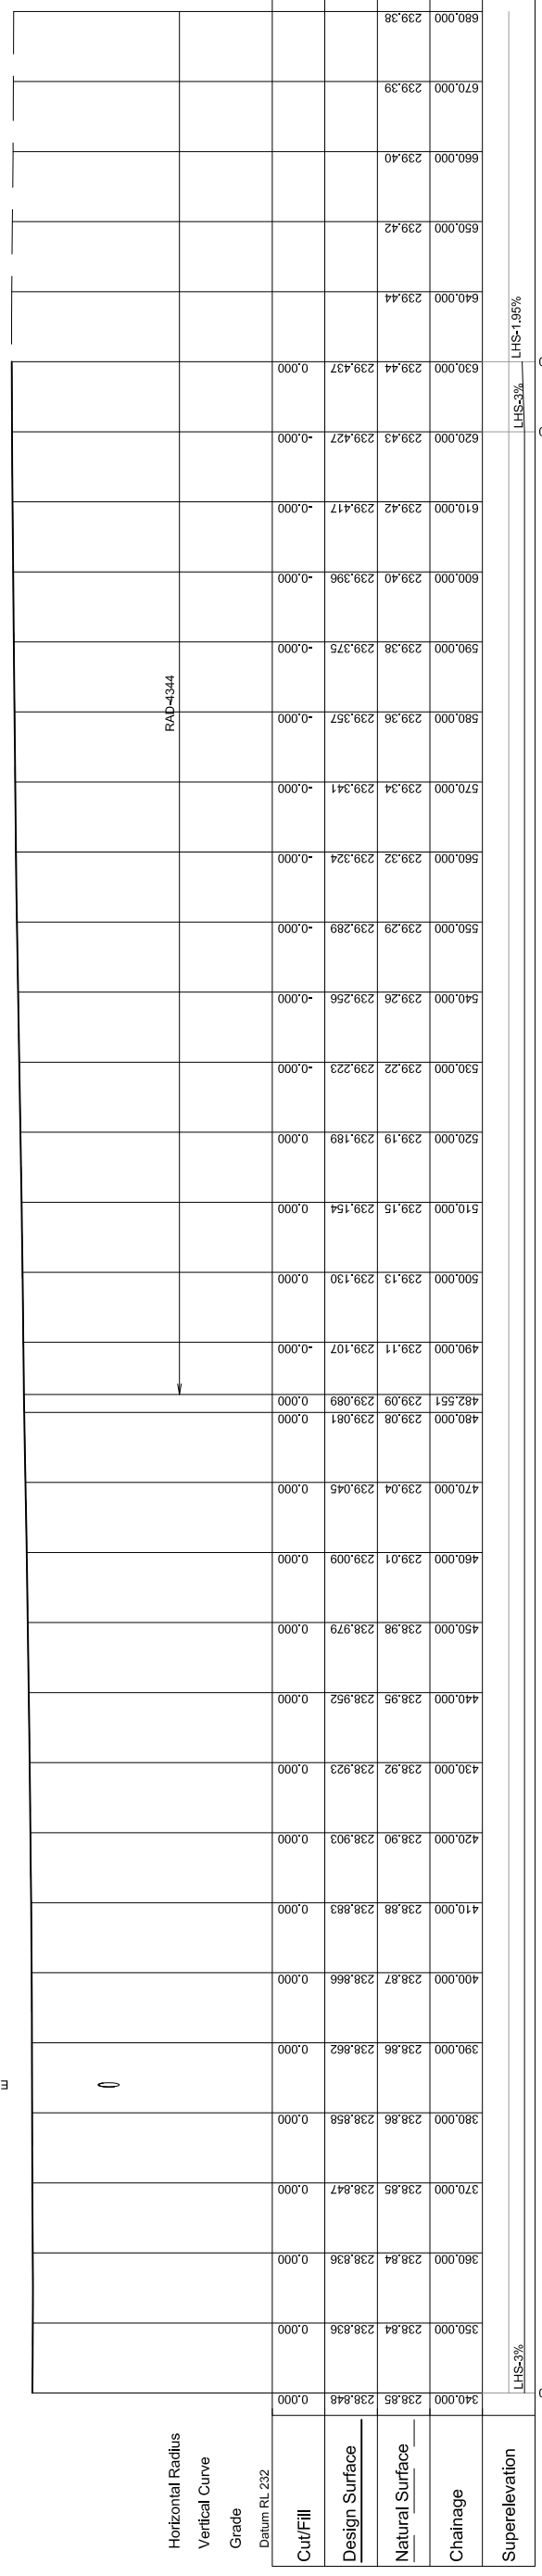 Horizontal Radius RAD-4344
Vertical Curve
Grade
Datum RL 232
Cut/Fill 0.000 0.000 0.000 0.000 0.000 0.000 0.000 0.000 0.000 0.000 0.000 0.000 0.000 0.000 0.000 0.000 -0.000 0.000 0.000 0.000 -0.000 -0.000 -0.000 -0.000 -0.000 -0.000 -0.000 -0.000 -0.000 -0.000 0.000
Design Surface 238.848 238.836 238.836 238.847 238.858 238.862 238.866 238.883 238.903 238.923 238.952 238.979 239.009 239.045 239.081 239.089 239.107 239.130 239.154 239.189 239.223 239.256 239.289 239.324 239.341 239.357 239.375 239.396 239.417 239.427 239.437
Natural Surface 238.85 238.84 238.84 238.85 238.86 238.86 238.87 238.88 238.90 238.92 238.95 238.98 239.01 239.04 239.08 239.09 239.11 239.13 239.15 239.19 239.22 239.26 239.29 239.32 239.34 239.36 239.38 239.40 239.42 239.43 239.44 239.44 239.42 239.40 239.39 239.38
Chainage 340.000 350.000 360.000 370.000 380.000 390.000 400.000 410.000 420.000 430.000 440.000 450.000 460.000 470.000 480.000 482.551 490.000 500.000 510.000 520.000 530.000 540.000 550.000 560.000 570.000 580.000 590.000 600.000 610.000 620.000 630.000 640.000 650.000 660.000 670.000 680.000
Superelevation LHS-3% LHS-3% LHS-1.95%